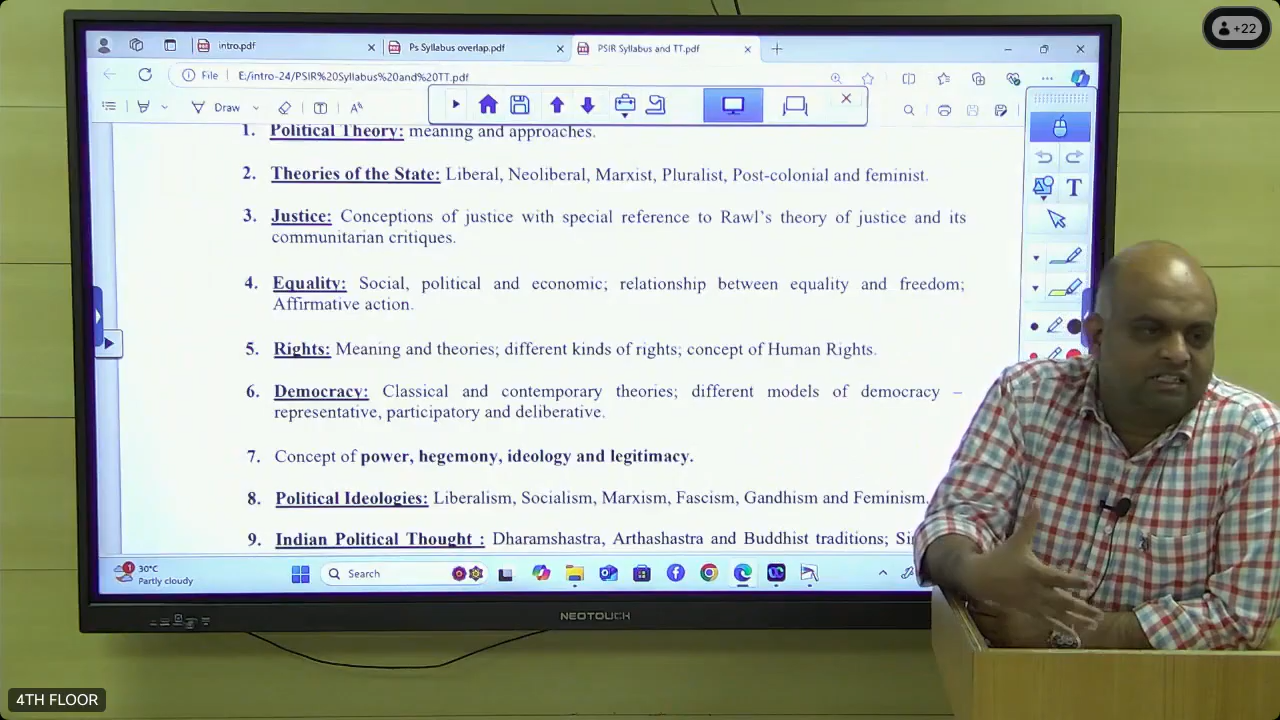 +22
intro.pdf
Ps Syllabus overlap.pdf
PSIR Syllabus and TT.pdf
File
E:/intro-24/PSIR%20Syllabus%20and%20TT.pdf
Draw
1. Political Theory: meaning and approaches.
2. Theories of the State: Liberal, Neoliberal, Marxist, Pluralist, Post-colonial and feminist.
3. Justice: Conceptions of justice with special reference to Rawl's theory of justice and its
communitarian critiques.
4. Equality: Social, political and economic; relationship between equality and freedom;
Affirmative action.
5. Rights: Meaning and theories; different kinds of rights; concept of Human Rights.
6. Democracy: Classical and contemporary theories; different models of democracy –
representative, participatory and deliberative.
7. Concept of power, hegemony, ideology and legitimacy.
8. Political Ideologies: Liberalism, Socialism, Marxism, Fascism, Gandhism and Feminism.
9. Indian Political Thought : Dharamshastra, Arthashastra and Buddhist traditions;
1
30°C
Partly cloudy
Search
NEOTOUCH
4TH FLOOR